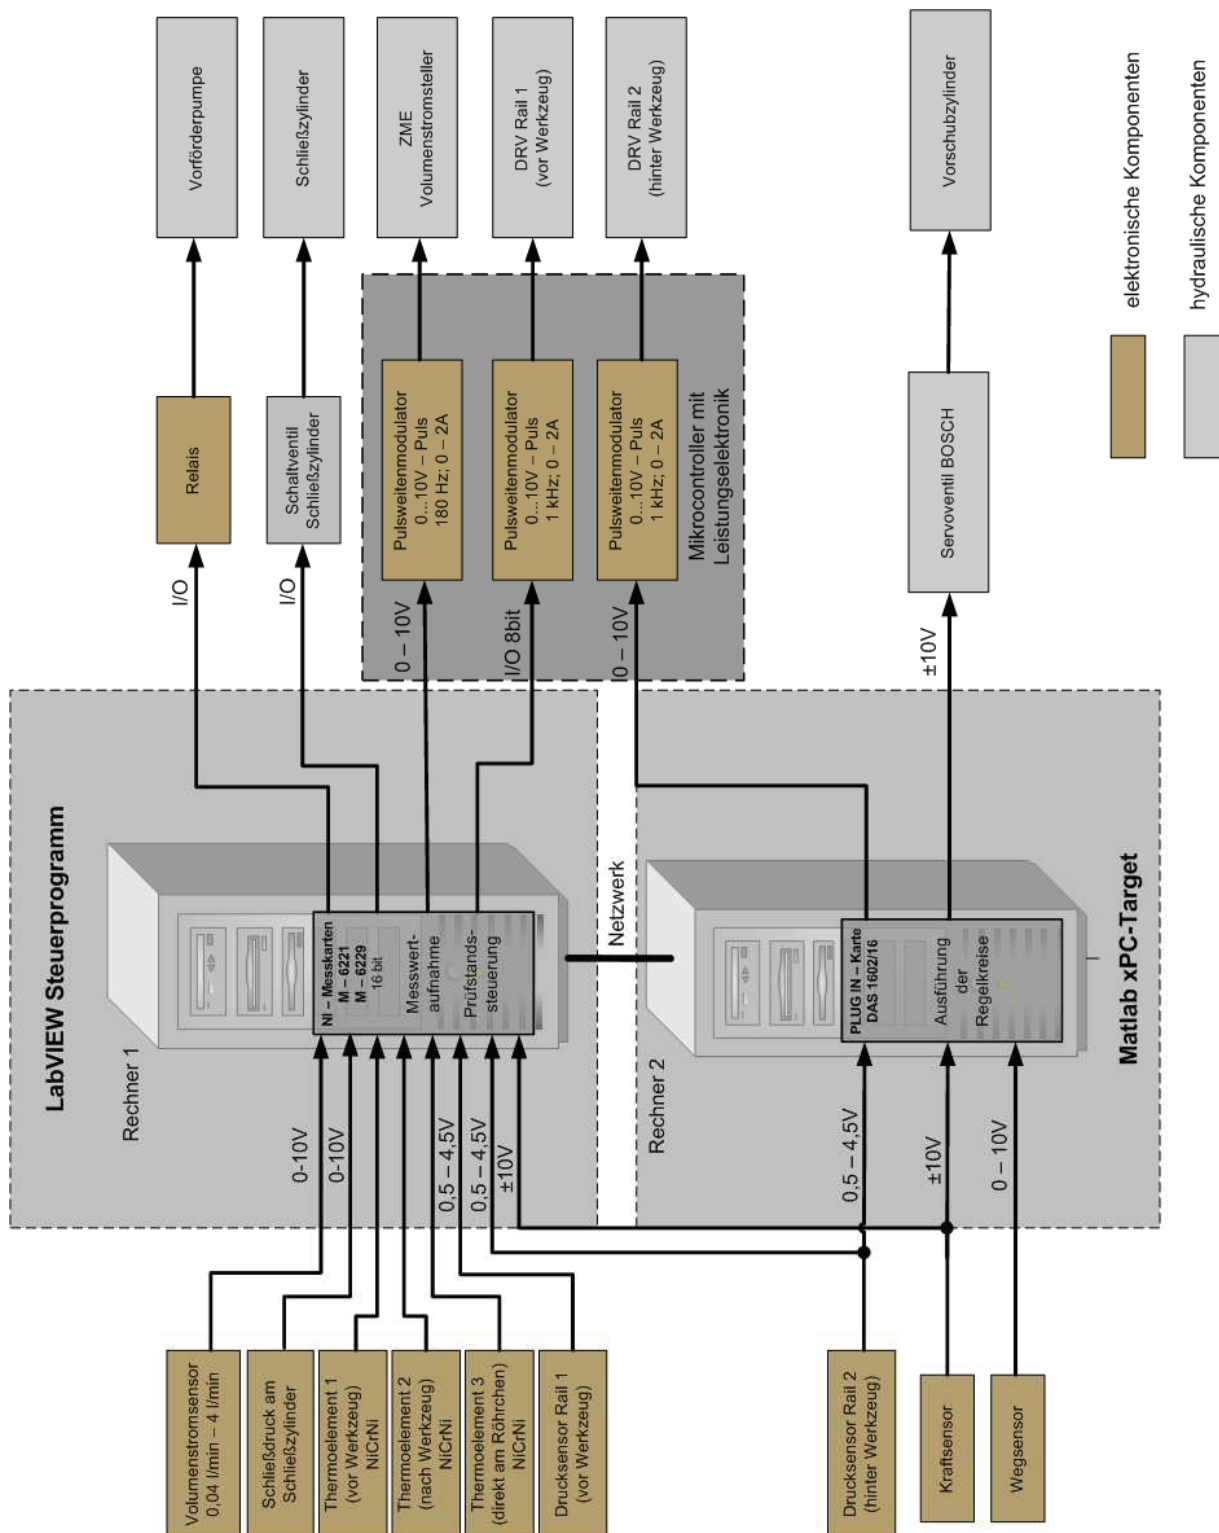 Volumenstromsensor
0,04 l/min – 4 l/min
Schließdruck am
Schließzylinder
Thermoelement 1
(vor Werkzeug)
NiCrNi
Thermoelement 2
(nach Werkzeug)
NiCrNi
Thermoelement 3
(direkt am Röhrchen)
NiCrNi
Drucksensor Rail 1
(vor Werkzeug)
Drucksensor Rail 2
(hinter Werkzeug)
Kraftsensor
Wegsensor
LabVIEW Steuerprogramm
Rechner 1
0-10V
0-10V
0,5 – 4,5V
0,5 – 4,5V
±10V
NI – Messkarten
M – 6221
M – 6229
16 bit
Messwert-
aufnahme
Prüfstands-
steuerung
Netzwerk
Rechner 2
0,5 – 4,5V
±10V
0 – 10V
PLUG IN – Karte
DAS 1602/16
Ausführung
der
Regelkreise
Matlab xPC-Target
I/O
I/O
0 – 10V
I/O 8bit
0 – 10V
±10V
Relais
Schaltventil
Schließzylinder
Pulsweitenmodulator
0...10V – Puls
180 Hz; 0 – 2A
Pulsweitenmodulator
0...10V – Puls
1 kHz; 0 – 2A
Pulsweitenmodulator
0...10V – Puls
1 kHz; 0 – 2A
Mikrocontroller mit
Leistungselektronik
Servoventil BOSCH
Vorförderpumpe
Schließzylinder
ZME
Volumenstromsteller
DRV Rail 1
(vor Werkzeug)
DRV Rail 2
(hinter Werkzeug)
Vorschubzylinder
elektronische Komponenten
hydraulische Komponenten